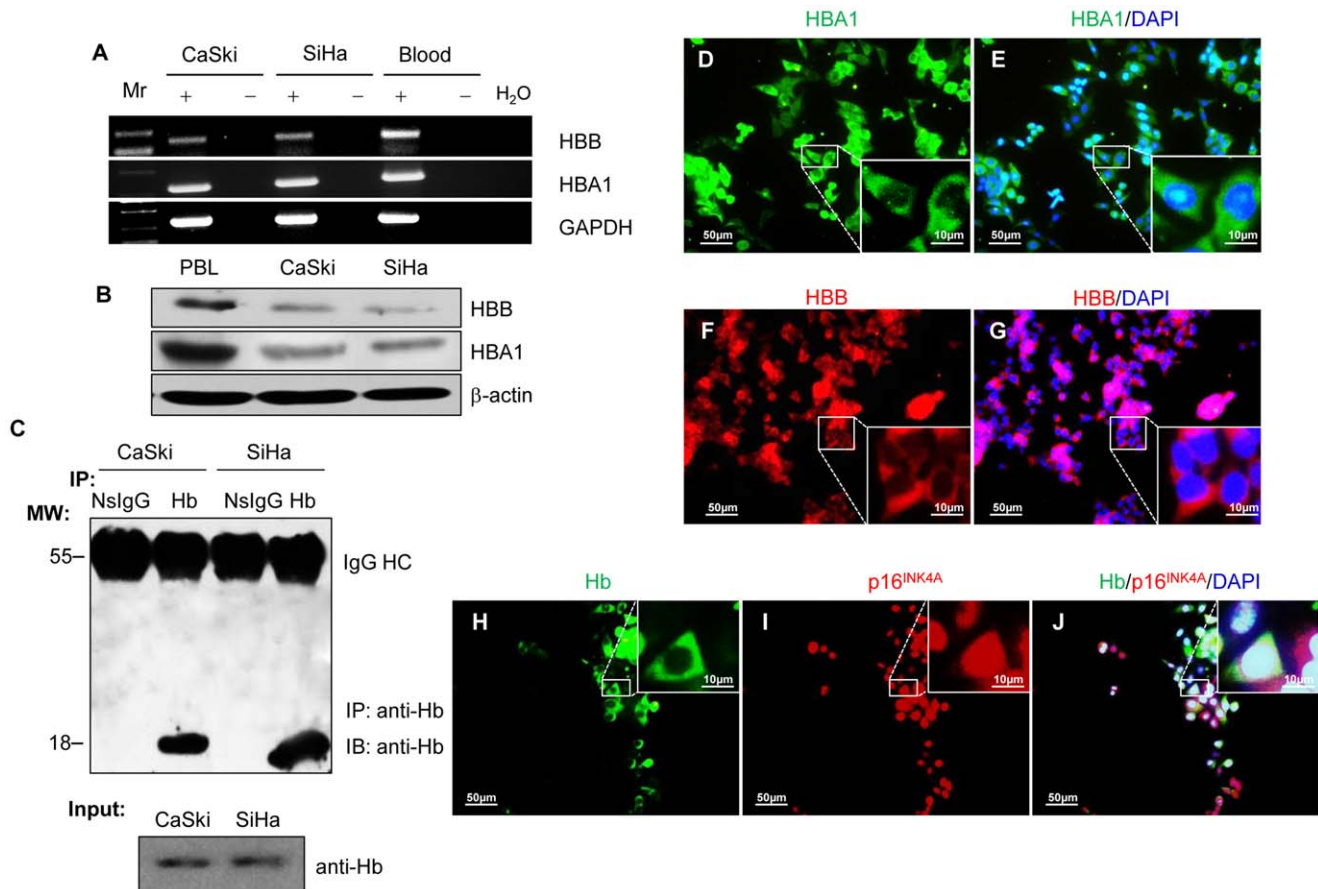 A
CaSki SiHa Blood
Mr + − + − + − H₂O
HBB
HBA1
GAPDH
B
PBL CaSki SiHa
HBB
HBA1
β-actin
C
CaSki SiHa
IP:
NsIgG Hb NsIgG Hb
MW:
55–
IgG HC
IP: anti-Hb
18–
IB: anti-Hb
Input:
CaSki SiHa
anti-Hb
HBA1 HBA1/DAPI
D E
50µm 10µm 50µm 10µm
HBB HBB/DAPI
F G
50µm 10µm 50µm 10µm
Hb p16INK4A Hb/p16INK4A/DAPI
H I J
10µm 10µm 10µm
50µm 50µm 50µm